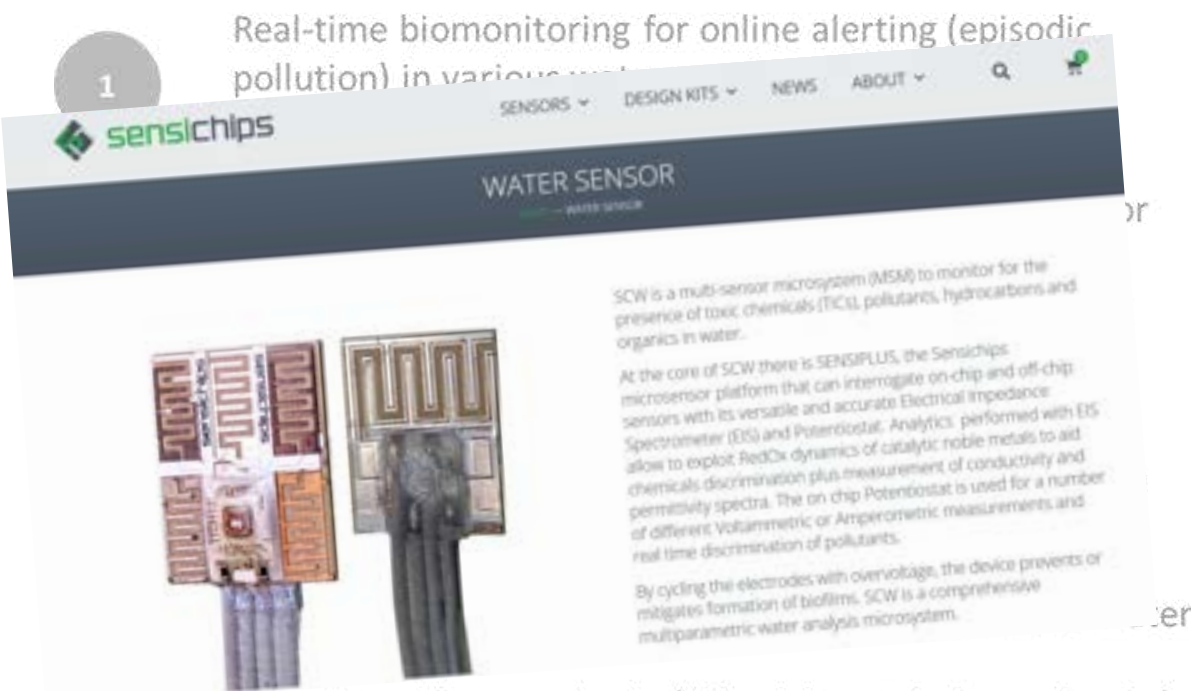 Real-time biomonitoring for online alerting (episodic
1
pollution) in various
sensichips
SENSORS
DESIGN KITS
NEWS
ABOUT
WATER SENSOR
WATER SENSOR
or
SCW is a multi-sensor microsystem (MSM) to monitor for the
presence of toxic chemicals (TICs), pollutants, hydrocarbons and
organics in water.
At the core of SCW there is SENSIPLUS, the Sensichips
microsensor platform that can interrogate on-chip and off-chip
sensors with its versatile and accurate Electrical Impedance
Spectrometer (EIS) and Potentiostat. Analytics performed with EIS
allow to exploit RedOx dynamics of catalytic noble metals to aid
chemicals discrimination plus measurement of conductivity and
permittivity spectra. The on chip Potentiostat is used for a number
of different Voltammetric or Amperometric measurements and
real time discrimination of pollutants.
By cycling the electrodes with overvoltage, the device prevents or
mitigates formation of biofilms. SCW is a comprehensive
multiparametric water analysis microsystem.
sensichips
ter